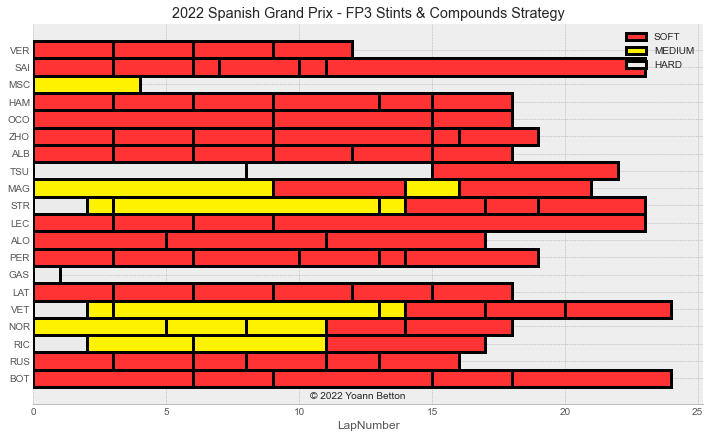 2022 Spanish Grand Prix - FP3 Stints & Compounds Strategy
SOFT
MEDIUM
HARD
VER
SAI
MSC
HAM
OCO
ZHO
ALB
TSU
MAG
STR
LEC
ALO
PER
GAS
LAT
VET
NOR
RIC
RUS
BOT
© 2022 Yoann Betton
0 5 10 15 20 25
LapNumber